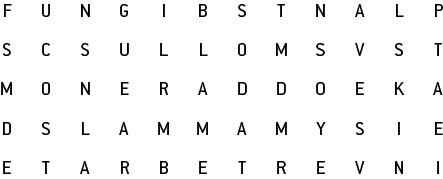 F U N G I B S T N A L P
S C S U L L O M S V S T
M O N E R A D D O E K A
D S L A M M A M Y S I E
E T A R B E T R E V N I